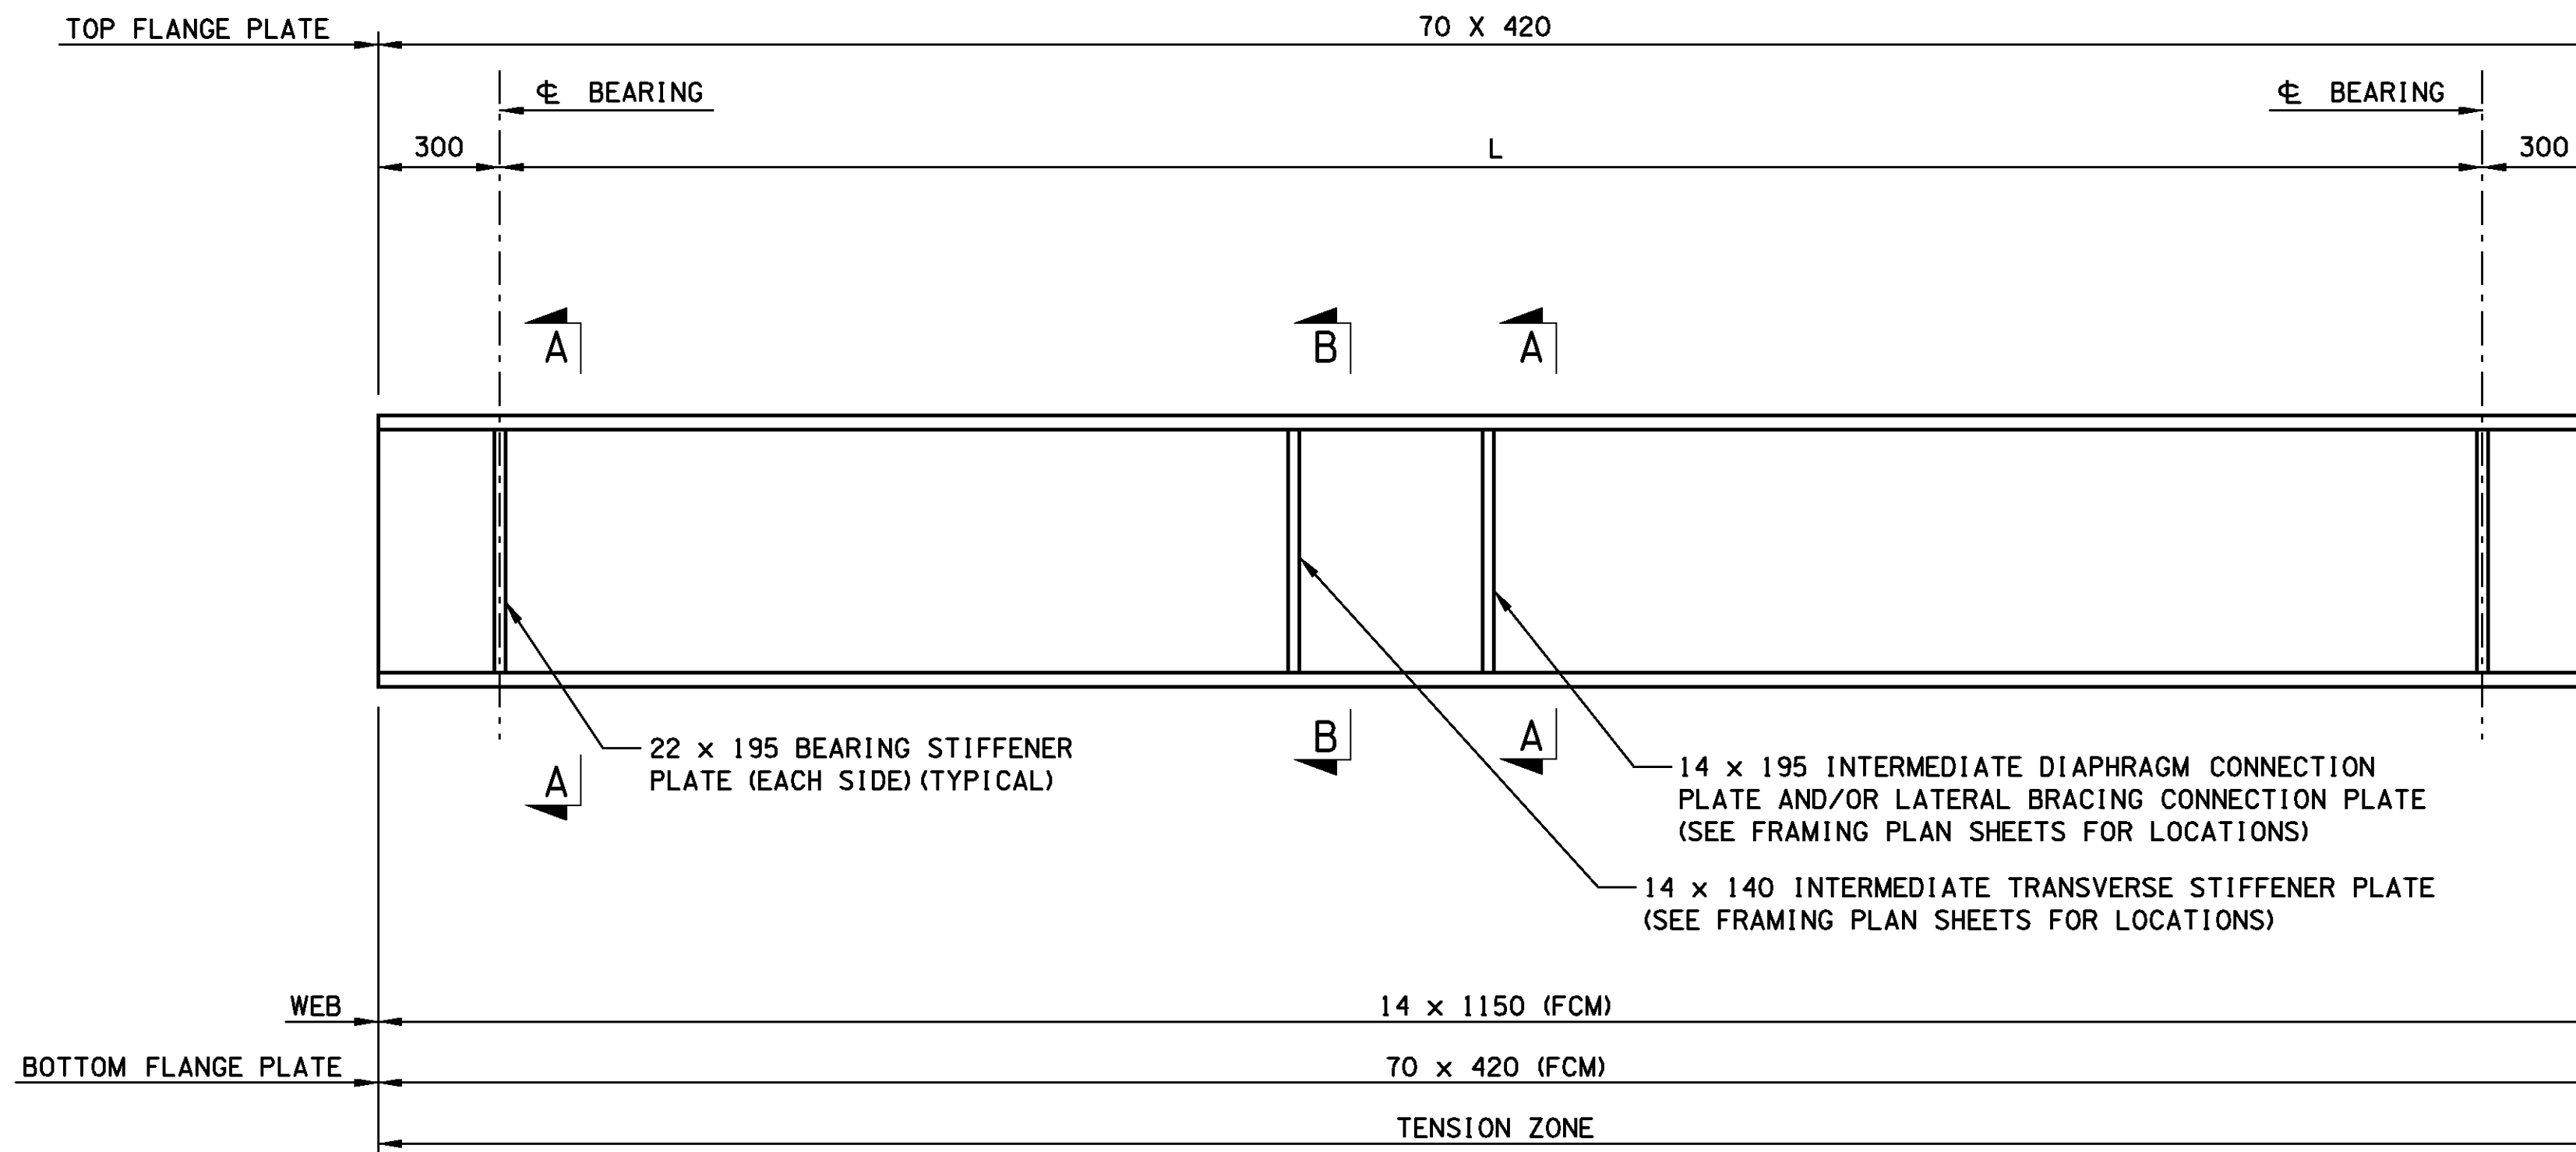 TOP FLANGE PLATE
70 X 420
℄ BEARING
℄ BEARING
300
L
300
A
B
A
22 x 195 BEARING STIFFENER
PLATE (EACH SIDE)(TYPICAL)
A
B
A
14 x 195 INTERMEDIATE DIAPHRAGM CONNECTION
PLATE AND/OR LATERAL BRACING CONNECTION PLATE
(SEE FRAMING PLAN SHEETS FOR LOCATIONS)
14 x 140 INTERMEDIATE TRANSVERSE STIFFENER PLATE
(SEE FRAMING PLAN SHEETS FOR LOCATIONS)
WEB
14 x 1150 (FCM)
BOTTOM FLANGE PLATE
70 x 420 (FCM)
TENSION ZONE